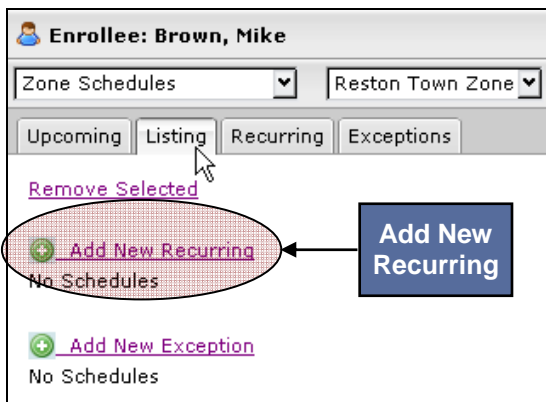 Enrollee: Brown, Mike
Zone Schedules Reston Town Zone
Upcoming Listing Recurring Exceptions
Remove Selected
Add New Recurring
No Schedules
Add New
Recurring
Add New Exception
No Schedules